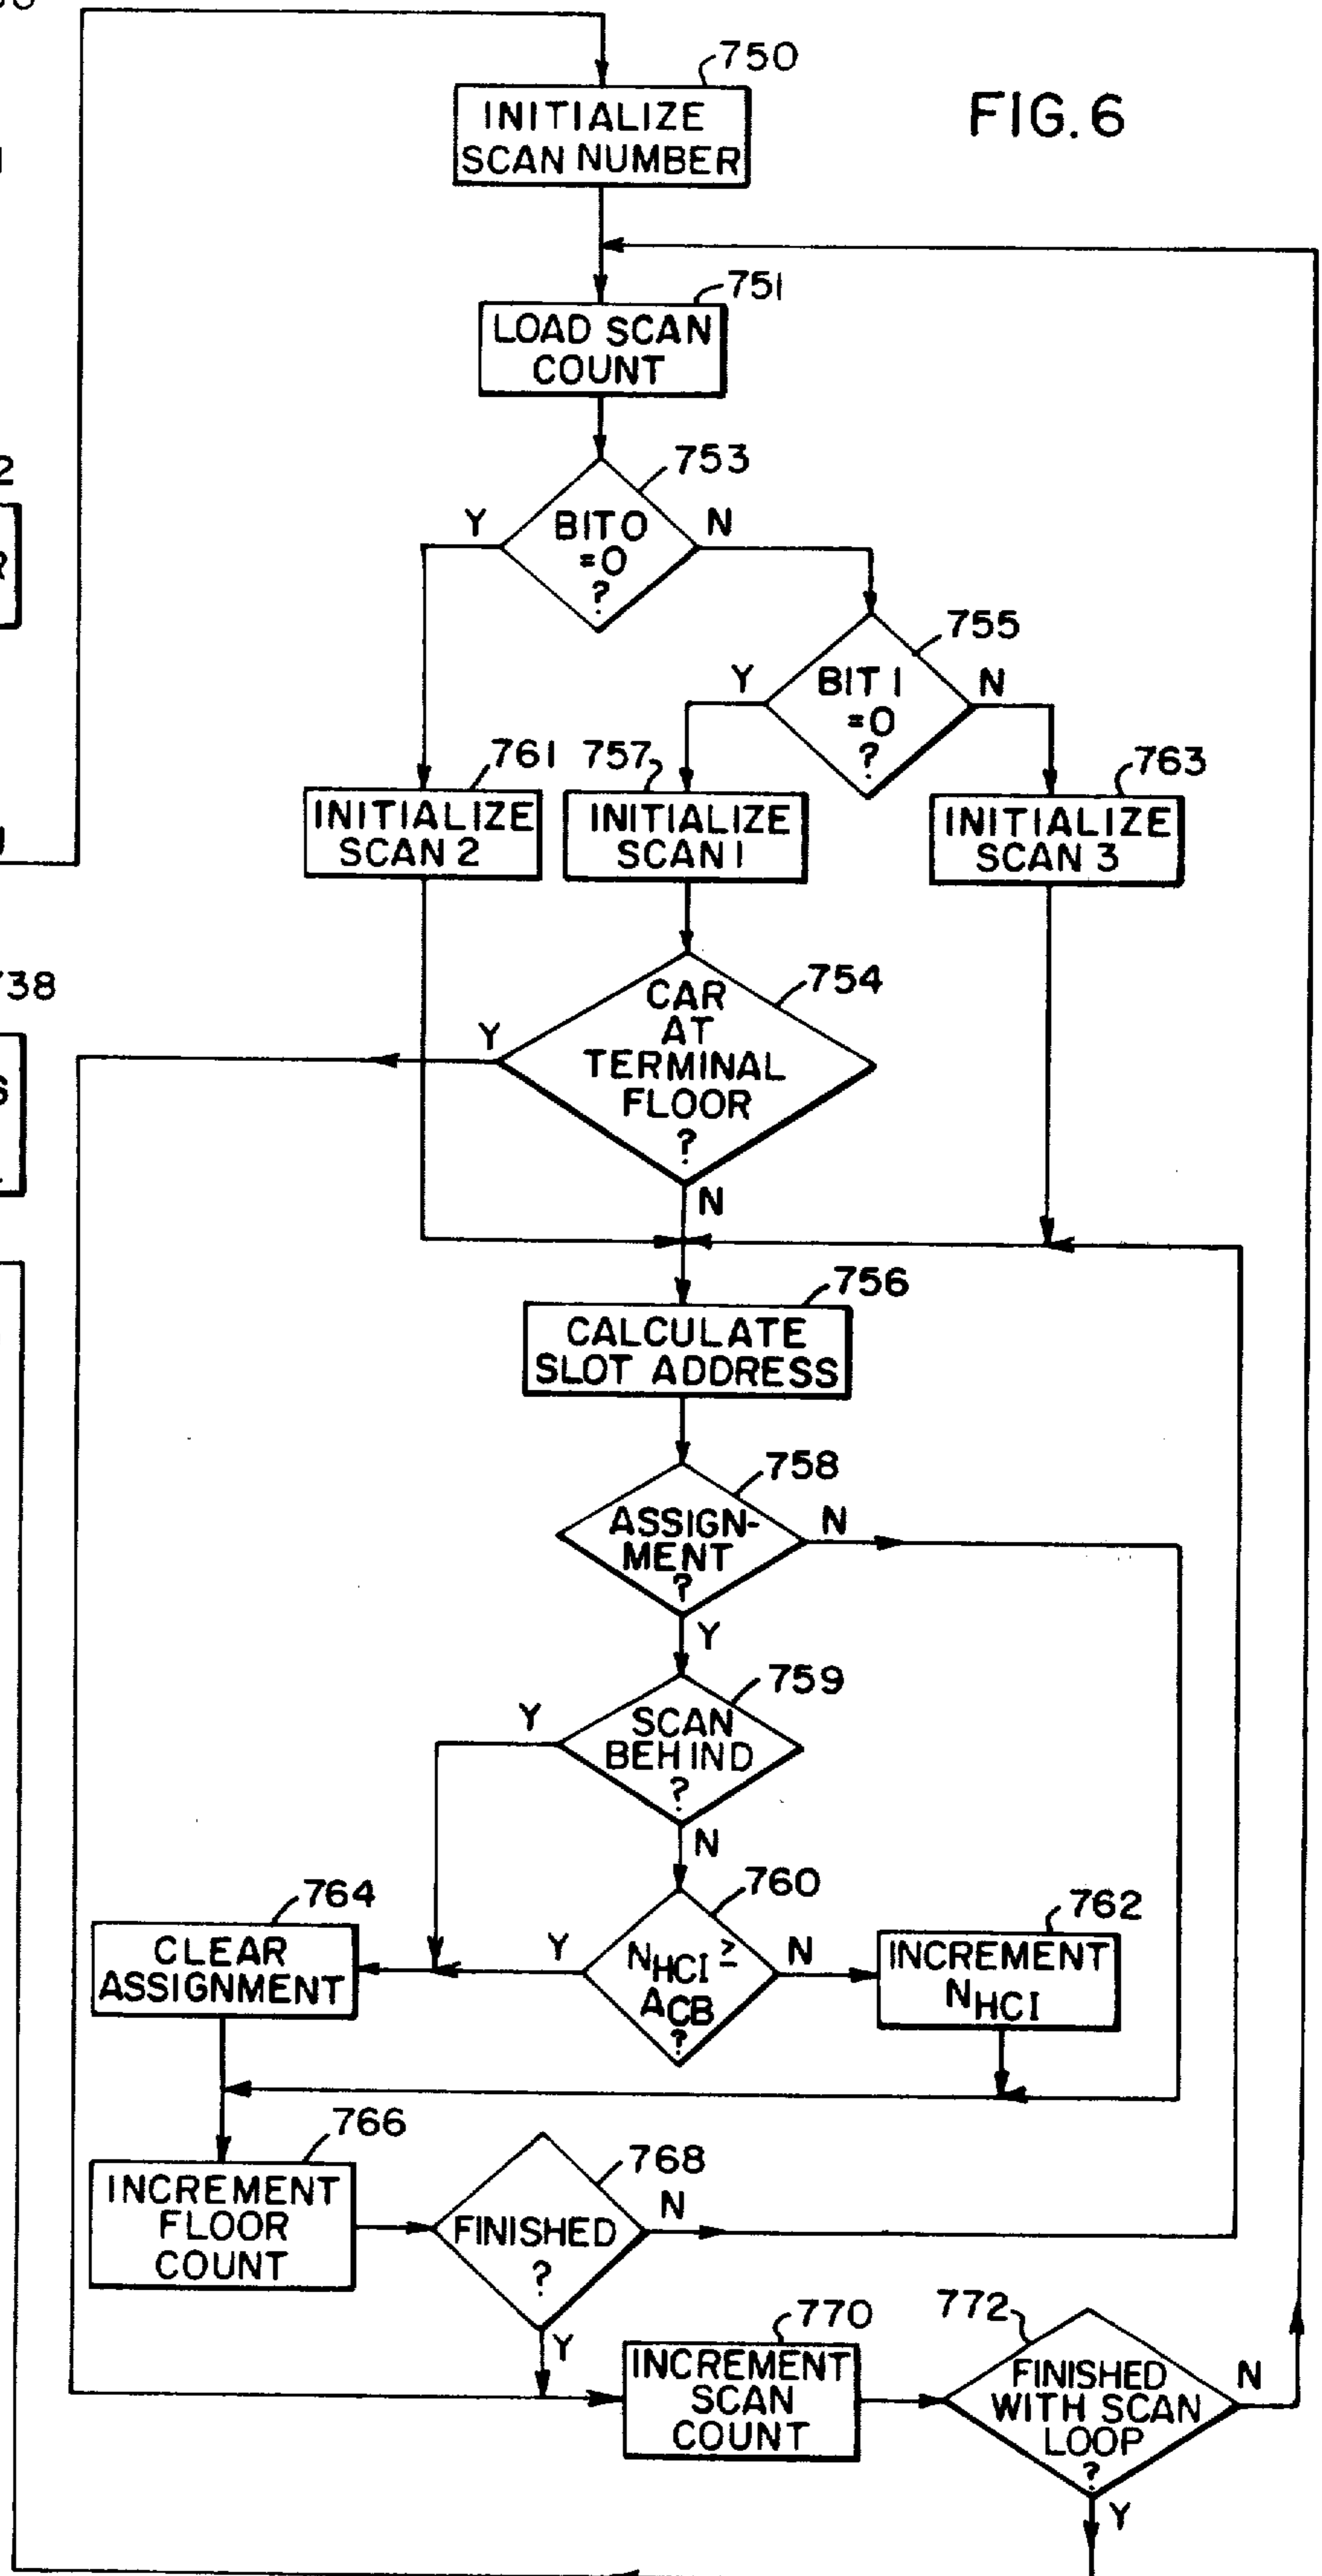 750
FIG. 6
INITIALIZE
SCAN NUMBER
751
LOAD SCAN
COUNT
2
753
Y
BIT 0
=0
?
N
R
755
Y
BIT 1
=0
?
N
761
757
763
INITIALIZE
SCAN 2
INITIALIZE
SCAN 1
INITIALIZE
SCAN 3
738
754
Y
CAR
AT
TERMINAL
FLOOR
?
S
N
756
CALCULATE
SLOT ADDRESS
758
ASSIGN-
MENT
?
N
Y
759
Y
SCAN
BEHIND
?
N
764
760
762
CLEAR
ASSIGNMENT
Y
NHCI ≥
ACB
?
N
INCREMENT
NHCI
766
768
INCREMENT
FLOOR
COUNT
FINISHED
?
N
Y
770
772
INCREMENT
SCAN
COUNT
FINISHED
WITH SCAN
LOOP
?
N
Y